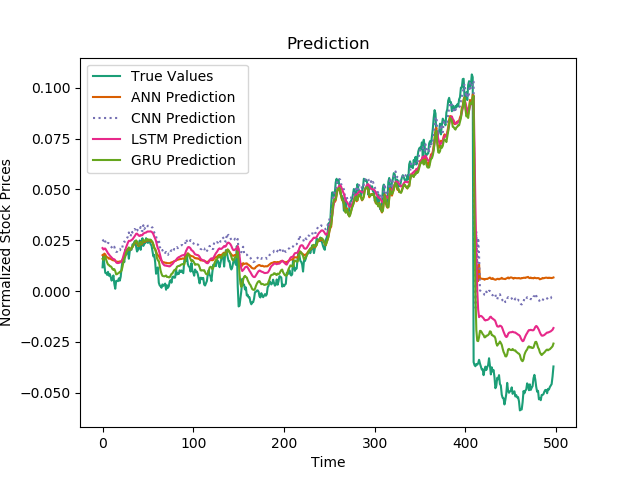 Prediction
True Values
ANN Prediction
CNN Prediction
LSTM Prediction
GRU Prediction
Normalized Stock Prices
0.100
0.075
0.050
0.025
0.000
−0.025
−0.050
0 100 200 300 400 500
Time